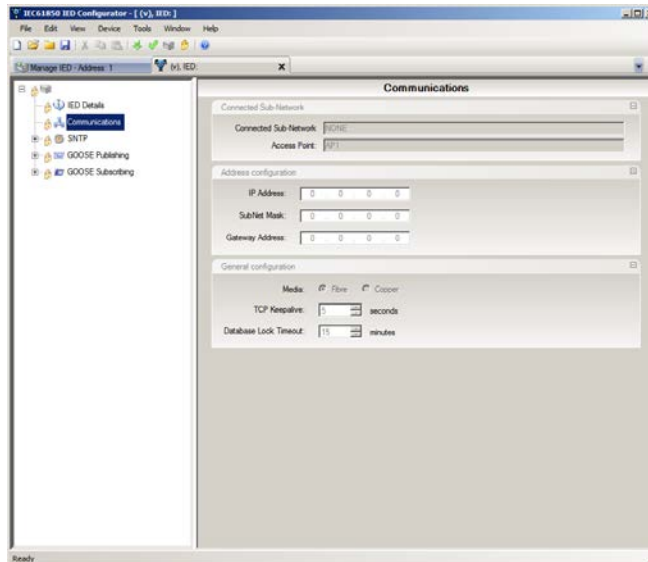 IEC61850 IED Configurator - [ (v), IED: ]
File Edit View Device Tools Window Help
Manage IED - Address: 1
(v), IED:
IED Details
Communications
SNTP
GOOSE Publishing
GOOSE Subscribing
Communications
Connected Sub-Network
Connected Sub-Network: NONE
Access Point: AP1
Address configuration
IP Address: 0 . 0 . 0 . 0
SubNet Mask: 0 . 0 . 0 . 0
Gateway Address: 0 . 0 . 0 . 0
General configuration
Media: Fibre Copper
TCP Keepalive: 5 seconds
Database Lock Timeout: 15 minutes
Ready